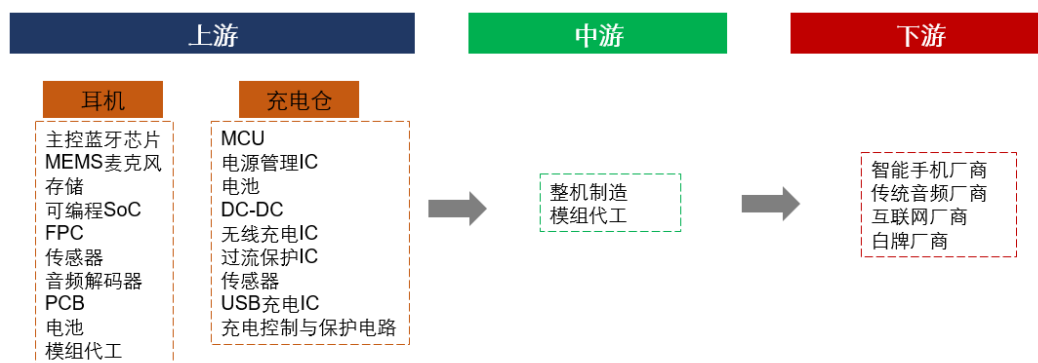 上游
中游
下游
耳机
主控蓝牙芯片
MEMS麦克风
存储
可编程SoC
FPC
传感器
音频解码器
PCB
电池
模组代工
充电仓
MCU
电源管理IC
电池
DC-DC
无线充电IC
过流保护IC
传感器
USB充电IC
充电控制与保护电路
整机制造
模组代工
智能手机厂商
传统音频厂商
互联网厂商
白牌厂商